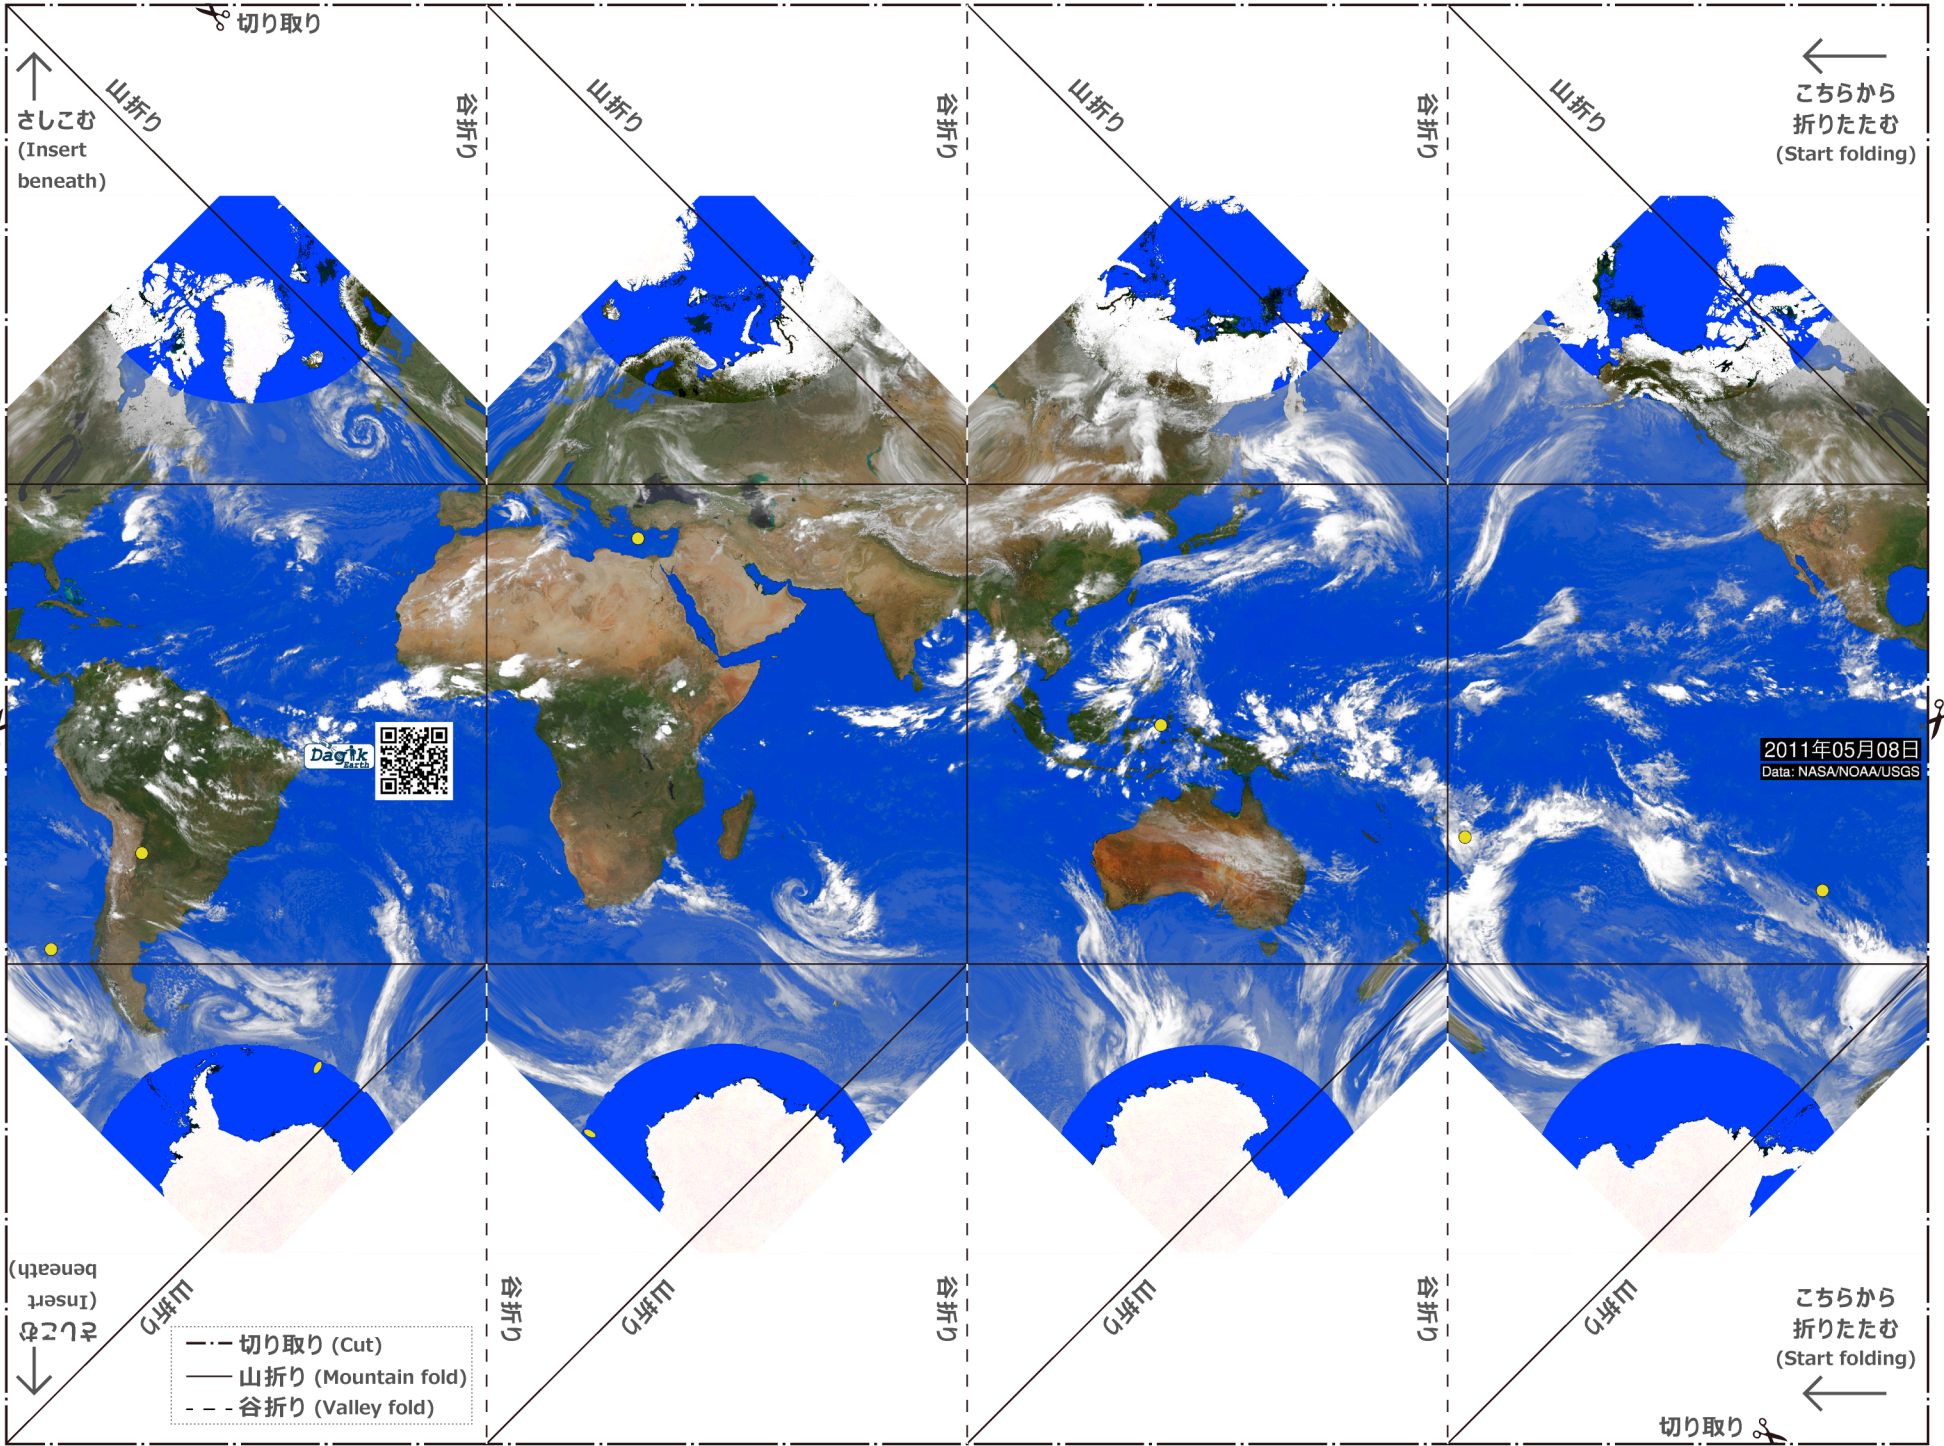 切り取り
さしこむ
(Insert
beneath)
山折り
谷折り
山折り
谷折り
山折り
谷折り
山折り
こちらから
折りたたむ
(Start folding)
Dagik
Earth
2011年05月08日
Data: NASA/NOAA/USGS
さしこむ
(Insert
beneath)
山折り
谷折り
山折り
谷折り
山折り
谷折り
山折り
こちらから
折りたたむ
(Start folding)
切り取り (Cut)
山折り (Mountain fold)
谷折り (Valley fold)
切り取り